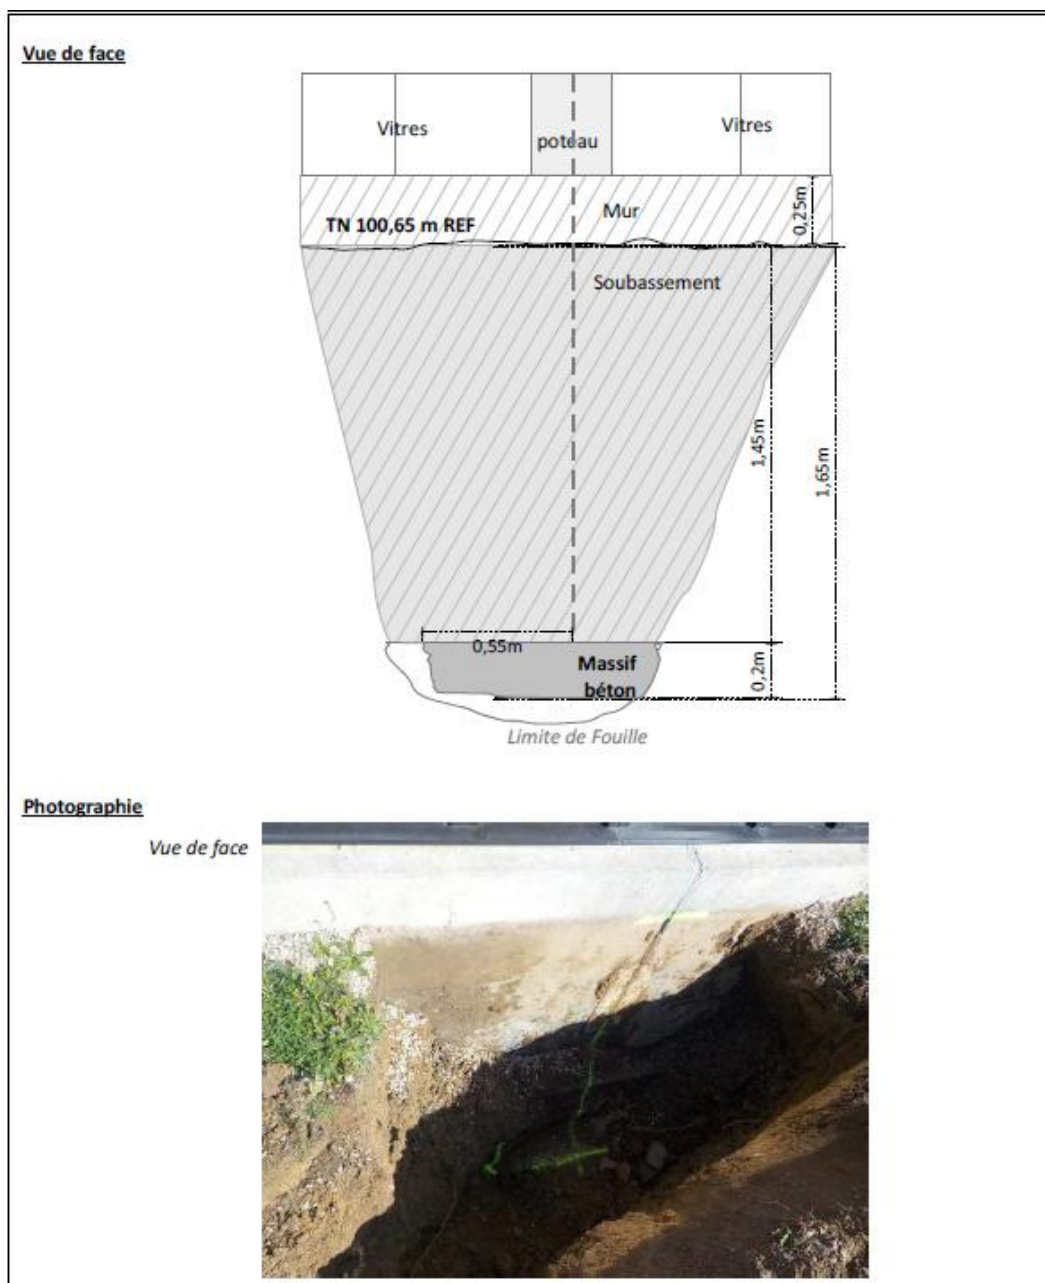 Vue de face
Vitres
poteau
Vitres
0,25m
Mur
TN 100,65 m REF
Soubassement
1,45m
1,65m
0,55m
Massif
béton
0,2m
Limite de Fouille
Photographie
Vue de face